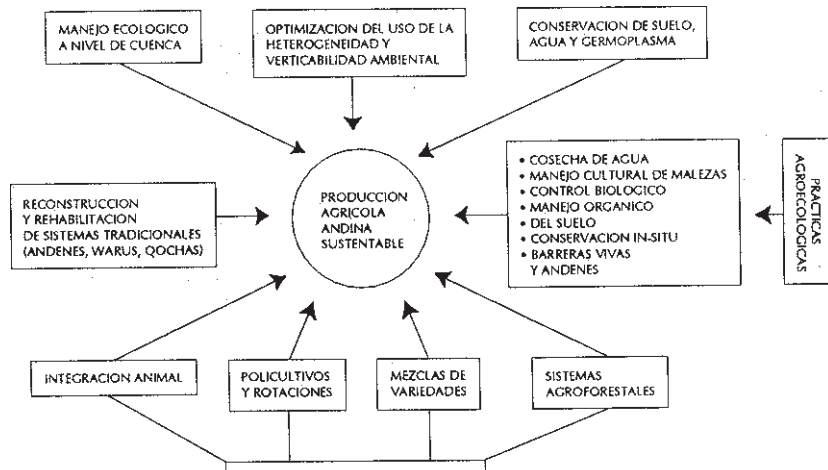 MANEJO ECOLOGICO
A NIVEL DE CUENCA
OPTIMIZACION DEL USO DE LA
HETEROGENEIDAD Y
VERTICABILIDAD AMBIENTAL
CONSERVACION DE SUELO,
AGUA Y GERMOPLASMA
RECONSTRUCCION
Y REHABILITACION
DE SISTEMAS TRADICIONALES
(ANDENES, WARUS, QOCHAS)
PRODUCCION
AGRICOLA
ANDINA
SUSTENTABLE
• COSECHA DE AGUA
• MANEJO CULTURAL DE MALEZAS
• CONTROL BIOLOGICO
• MANEJO ORGANICO
• DEL SUELO
• CONSERVACION IN-SITU
• BARRERAS VIVAS
Y ANDENES
PRACTICAS
AGROECOLOGICAS
INTEGRACION ANIMAL
POLICULTIVOS
Y ROTACIONES
MEZCLAS DE
VARIEDADES
SISTEMAS
AGROFORESTALES